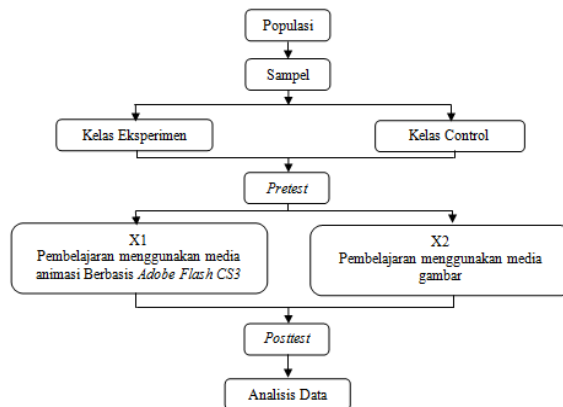 Populasi
Sampel
Kelas Eksperimen
Kelas Control
Pretest
X1
Pembelajaran menggunakan media
animasi Berbasis Adobe Flash CS3
X2
Pembelajaran menggunakan media
gambar
Posttest
Analisis Data